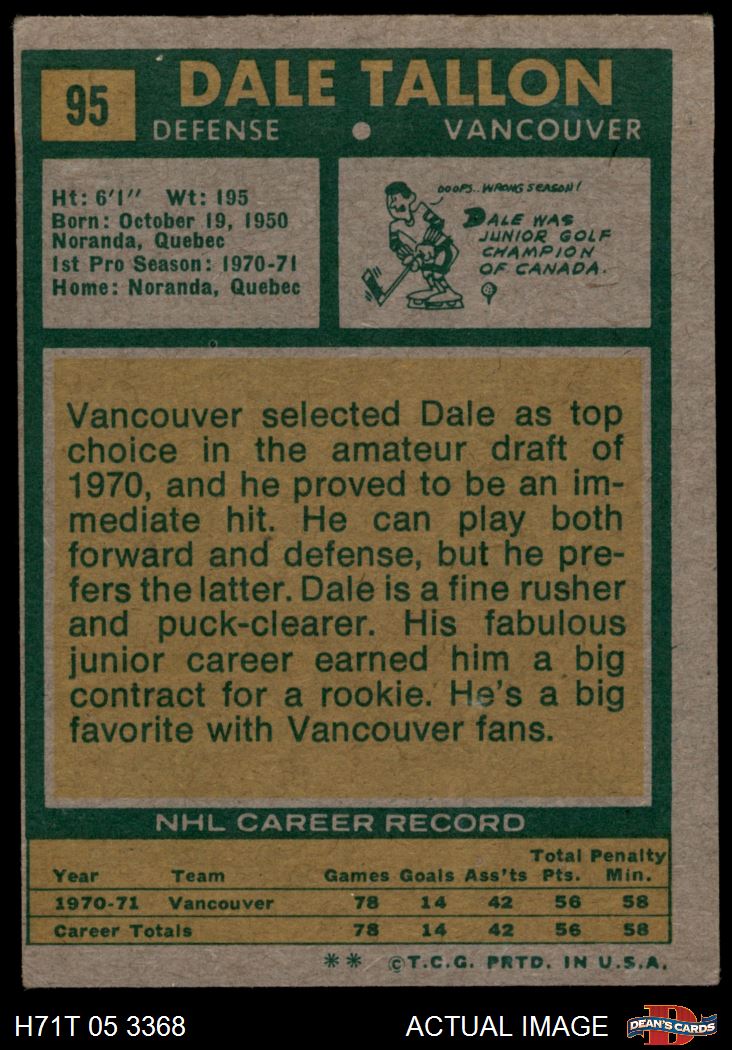 95
DALE TALLON
DEFENSE ● VANCOUVER
Ht: 6'1" Wt: 195
Born: October 19, 1950
Noranda, Quebec
1st Pro Season: 1970-71
Home: Noranda, Quebec
OOOPS.. WRONG SEASON!
DALE WAS
JUNIOR GOLF
CHAMPION
OF CANADA.
Vancouver selected Dale as top
choice in the amateur draft of
1970, and he proved to be an im-
mediate hit. He can play both
forward and defense, but he pre-
fers the latter. Dale is a fine rusher
and puck-clearer. His fabulous
junior career earned him a big
contract for a rookie. He's a big
favorite with Vancouver fans.
NHL CAREER RECORD
Total Penalty
Year Team Games Goals Ass'ts Pts. Min.
1970-71 Vancouver 78 14 42 56 58
Career Totals 78 14 42 56 58
** ©T.C.G. PRTD. IN U.S.A.
H71T 05 3368 ACTUAL IMAGE
D
DEAN'S CARDS